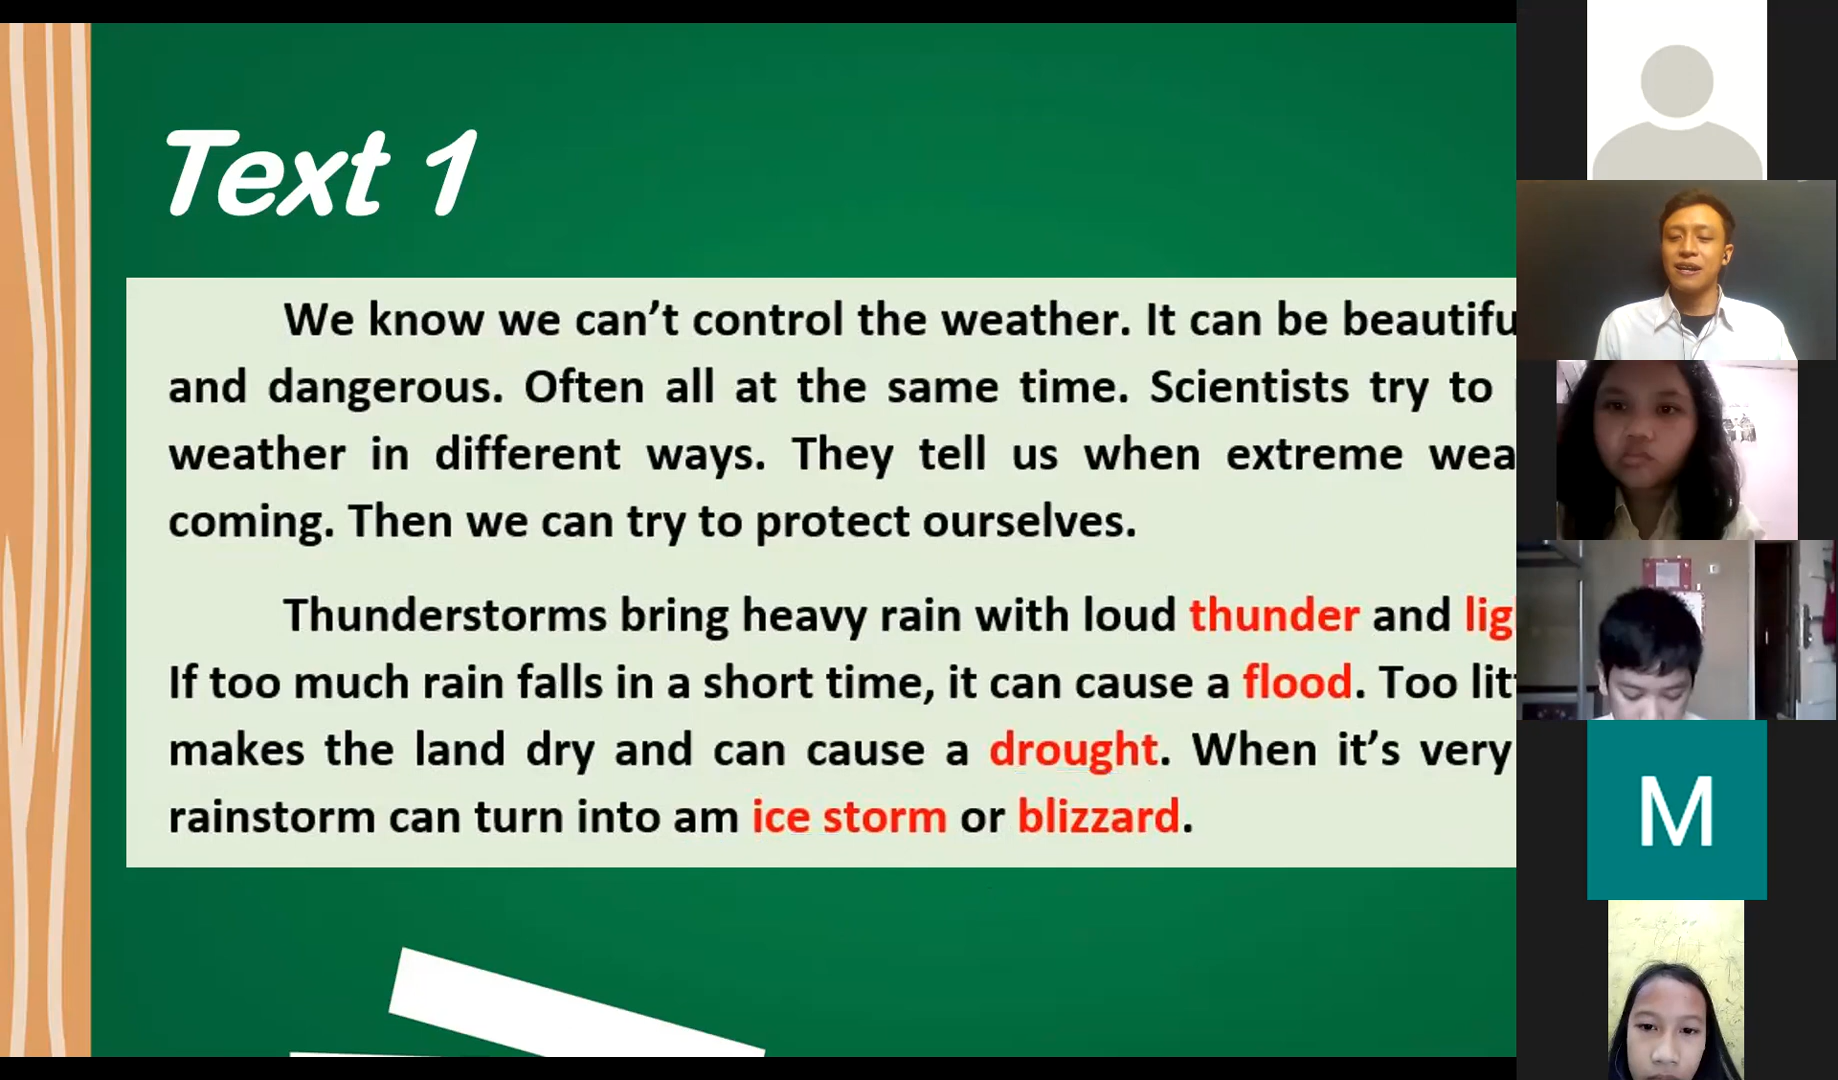 Text 1
We know we can't control the weather. It can be
and dangerous. Often all at the same time. Scientists try to
weather in different ways. They tell us when extreme
coming. Then we can try to protect ourselves.
Thunderstorms bring heavy rain with loud thunder and
If too much rain falls in a short time, it can cause a flood. Too
makes the land dry and can cause a drought. When it's very
rainstorm can turn into am ice storm or blizzard.
M